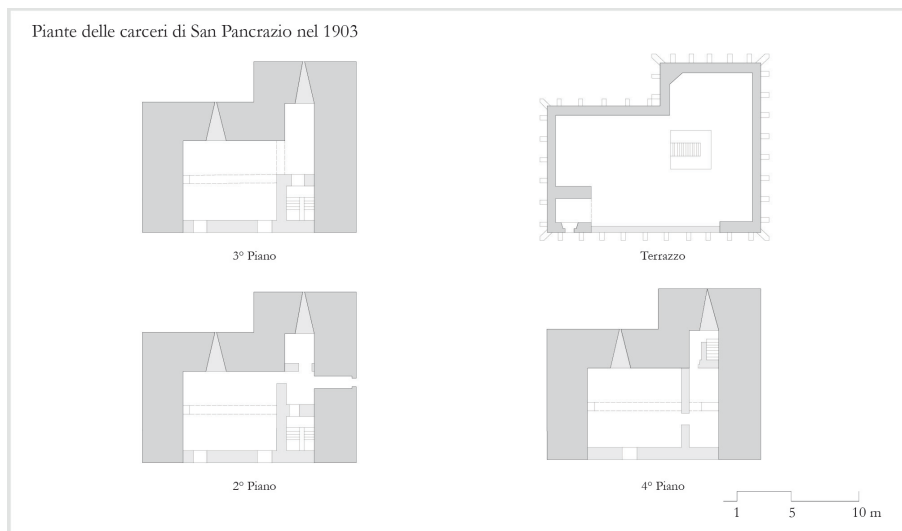 Piante delle carceri di San Pancrazio nel 1903
3° Piano
Terrazzo
2° Piano
4° Piano
1 5 10 m